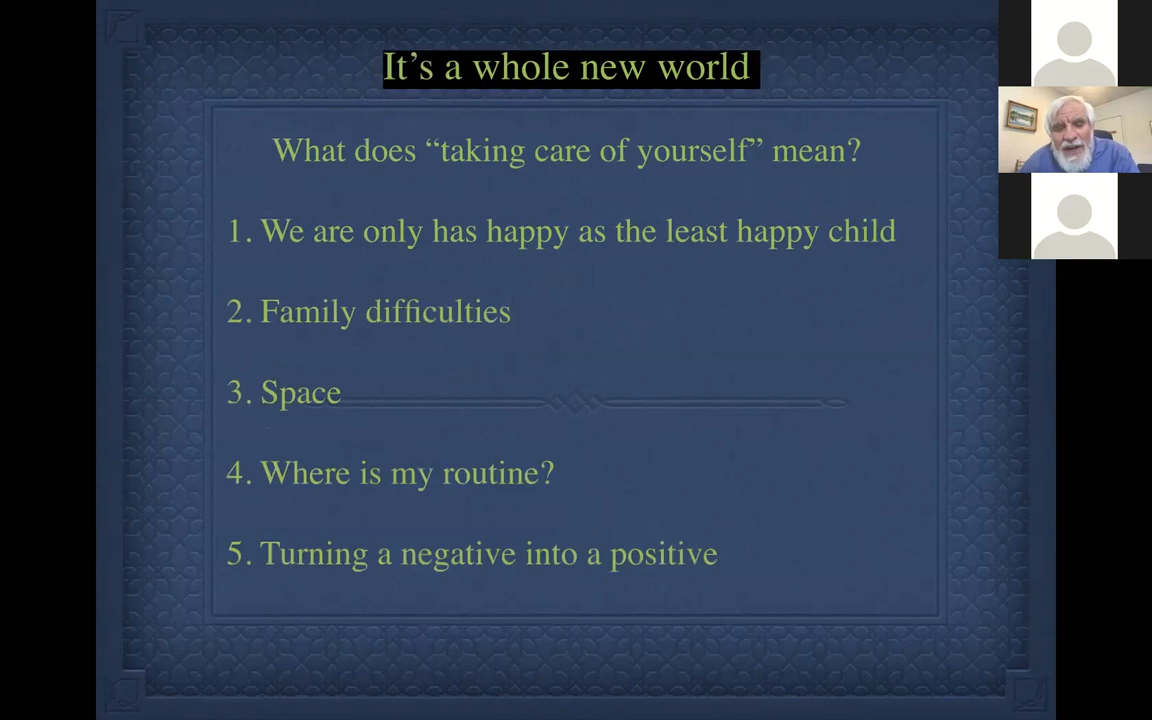 It’s a whole new world
What does “taking care of yourself” mean?
1. We are only has happy as the least happy child
2. Family difficulties
3. Space
4. Where is my routine?
5. Turning a negative into a positive